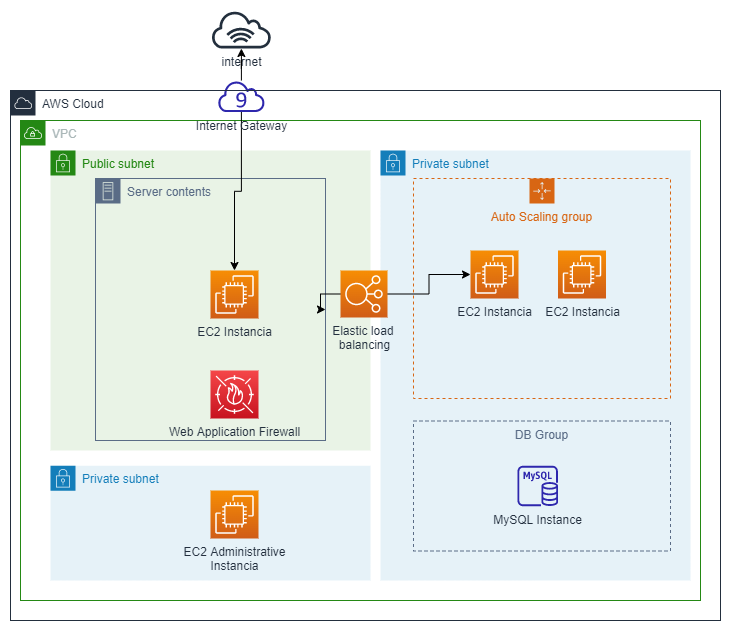 internet
9
Internet Gateway
AWS Cloud
VPC
Public subnet
Server contents
EC2 Instancia
Web Application Firewall
Elastic load
balancing
Private subnet
Auto Scaling group
EC2 Instancia
EC2 Instancia
DB Group
MySQL
MySQL Instance
Private subnet
EC2 Administrative
Instancia